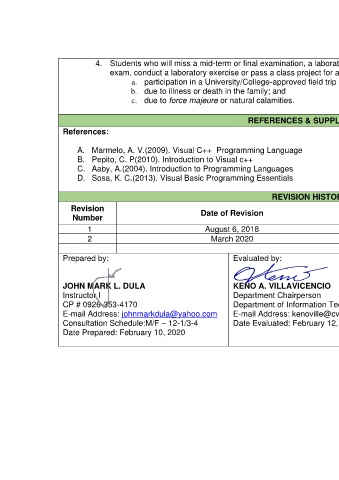 4. Students who will miss a mid-term or final examination, a laborat
exam, conduct a laboratory exercise or pass a class project for a
a. participation in a University/College-approved field trip
b. due to illness or death in the family; and
c. due to force majeure or natural calamities.
REFERENCES & SUPPL
References:
A. Marmelo, A. V.(2009). Visual C++ Programming Language
B. Pepito, C. P(2010). Introduction to Visual c++
C. Aaby, A.(2004). Introduction to Programming Languages
D. Sosa, K. C.(2013). Visual Basic Programming Essentials
REVISION HISTOR
Revision Number
Date of Revision
1 August 6, 2018
2 March 2020
Prepared by:
JOHN MARK L. DULA
Instructor I
CP # 0926-353-4170
E-mail Address: johnmarkdula@yahoo.com
Consultation Schedule:M/F – 12-1/3-4
Date Prepared: February 10, 2020
Evaluated by:
KENO A. VILLAVICENCIO
Department Chairperson
Department of Information Tec
E-mail Address: kenoville@cv
Date Evaluated: February 12,